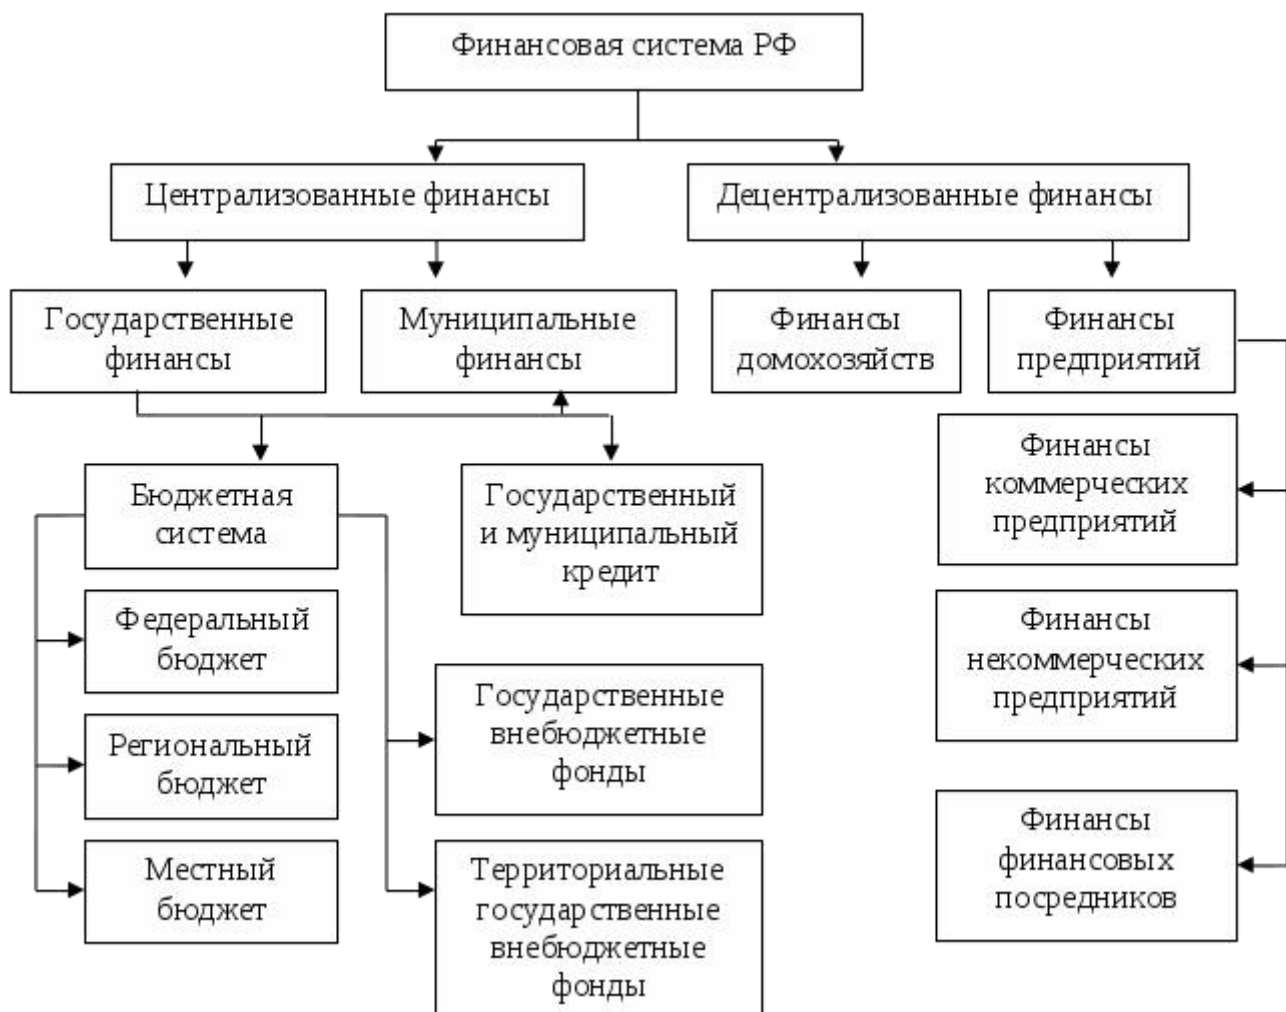 Финансовая система РФ
Централизованные финансы
Децентрализованные финансы
Государственные
финансы
Муниципальные
финансы
Финансы
домохозяйств
Финансы
предприятий
Бюджетная
система
Государственный
и муниципальный
кредит
Финансы
коммерческих
предприятий
Федеральный
бюджет
Финансы
некоммерческих
предприятий
Государственные
внебюджетные
фонды
Региональный
бюджет
Финансы
финансовых
посредников
Местный
бюджет
Территориальные
государственные
внебюджетные
фонды